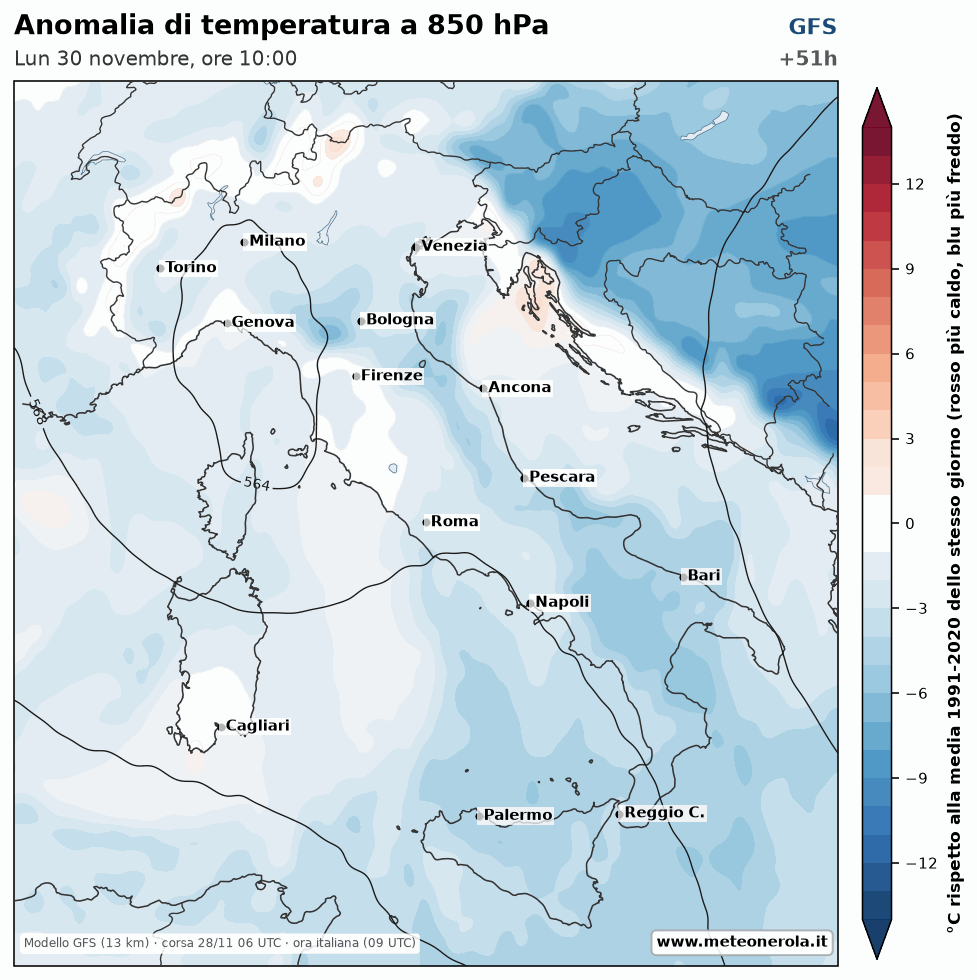 Anomalia di temperatura a 850 hPa
GFS
Lun 30 novembre, ore 10:00
+51h
Milano
Venezia
Torino
Genova
Bologna
Firenze
Ancona
564
Pescara
Roma
Bari
Napoli
Cagliari
Palermo
Reggio C.
12
9
6
3
0
−3
−6
−9
−12
°C rispetto alla media 1991-2020 dello stesso giorno (rosso più caldo, blu più freddo)
Modello GFS (13 km) · corsa 28/11 06 UTC · ora italiana (09 UTC)
www.meteonerola.it